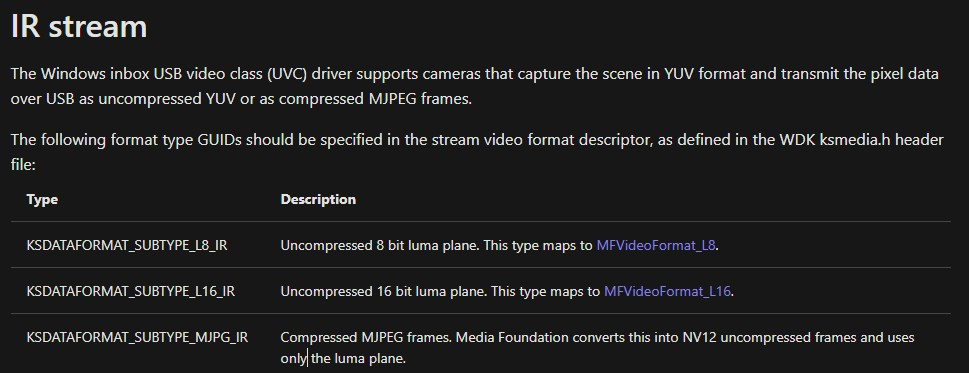 IR stream
The Windows inbox USB video class (UVC) driver supports cameras that capture the scene in YUV format and transmit the pixel data
over USB as uncompressed YUV or as compressed MJPEG frames.
The following format type GUIDs should be specified in the stream video format descriptor, as defined in the WDK ksmedia.h header
file:
Type Description
KSDATAFORMAT_SUBTYPE_L8_IR Uncompressed 8 bit luma plane. This type maps to MFVideoFormat_L8.
KSDATAFORMAT_SUBTYPE_L16_IR Uncompressed 16 bit luma plane. This type maps to MFVideoFormat_L16.
KSDATAFORMAT_SUBTYPE_MJPG_IR Compressed MJPEG frames. Media Foundation converts this into NV12 uncompressed frames and uses
only the luma plane.